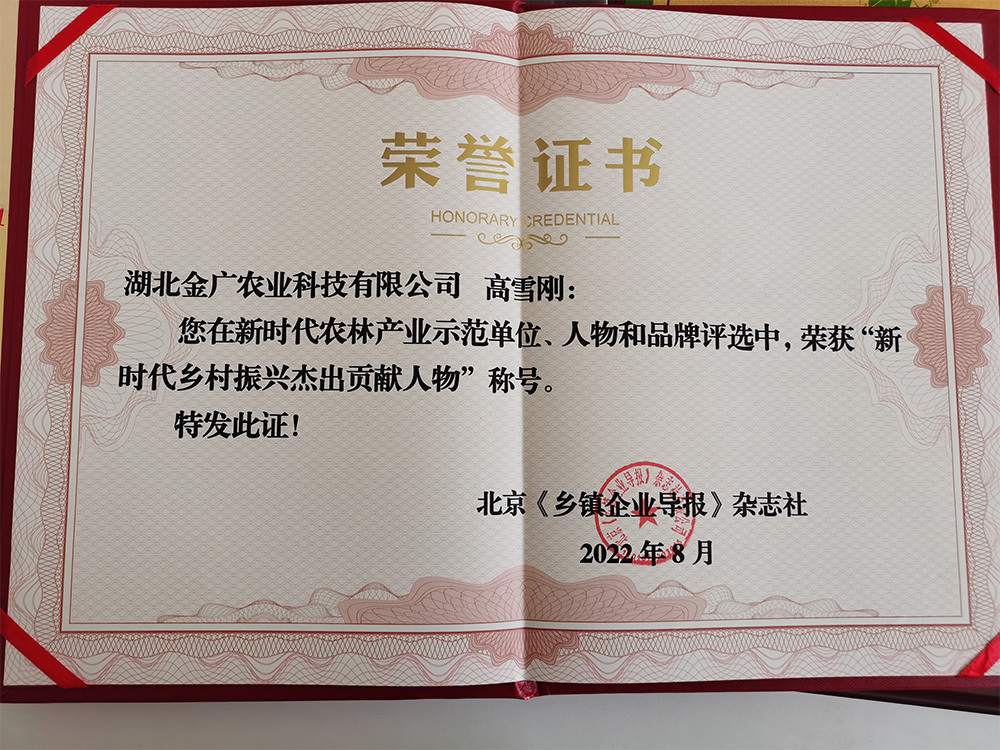 荣誉证书
HONORARY CREDENTIAL
湖北金广农业科技有限公司 高雪刚：
您在新时代农林产业示范单位、人物和品牌评选中，荣获“新
时代乡村振兴杰出贡献人物”称号。
特发此证！
北京《乡镇企业导报》杂志社
2022年8月